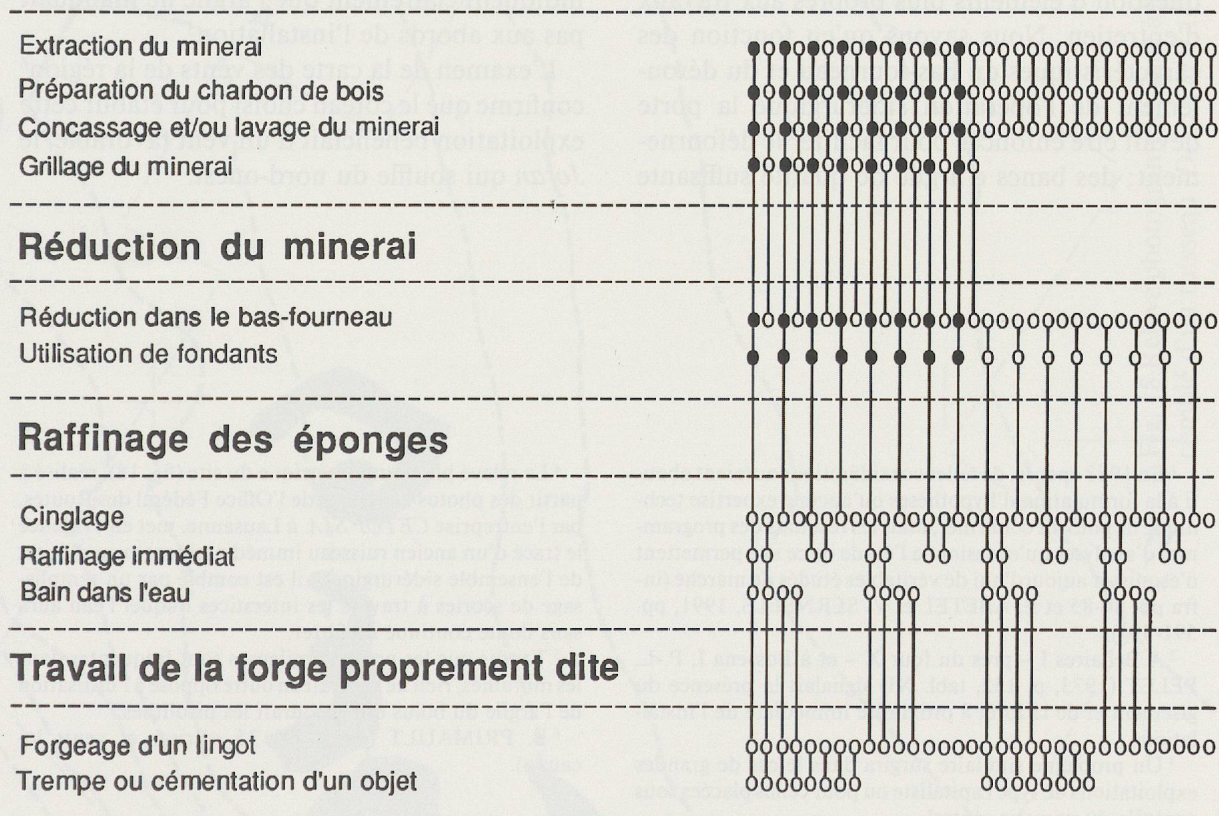 Extraction du minerai
Préparation du charbon de bois
Concassage et/ou lavage du minerai
Grillage du minerai
Réduction du minerai
Réduction dans le bas-fourneau
Utilisation de fondants
Raffinage des éponges
Cinglage
Raffinage immédiat
Bain dans l'eau
Travail de la forge proprement dite
Forgeage d'un lingot
Trempe ou cémentation d'un objet